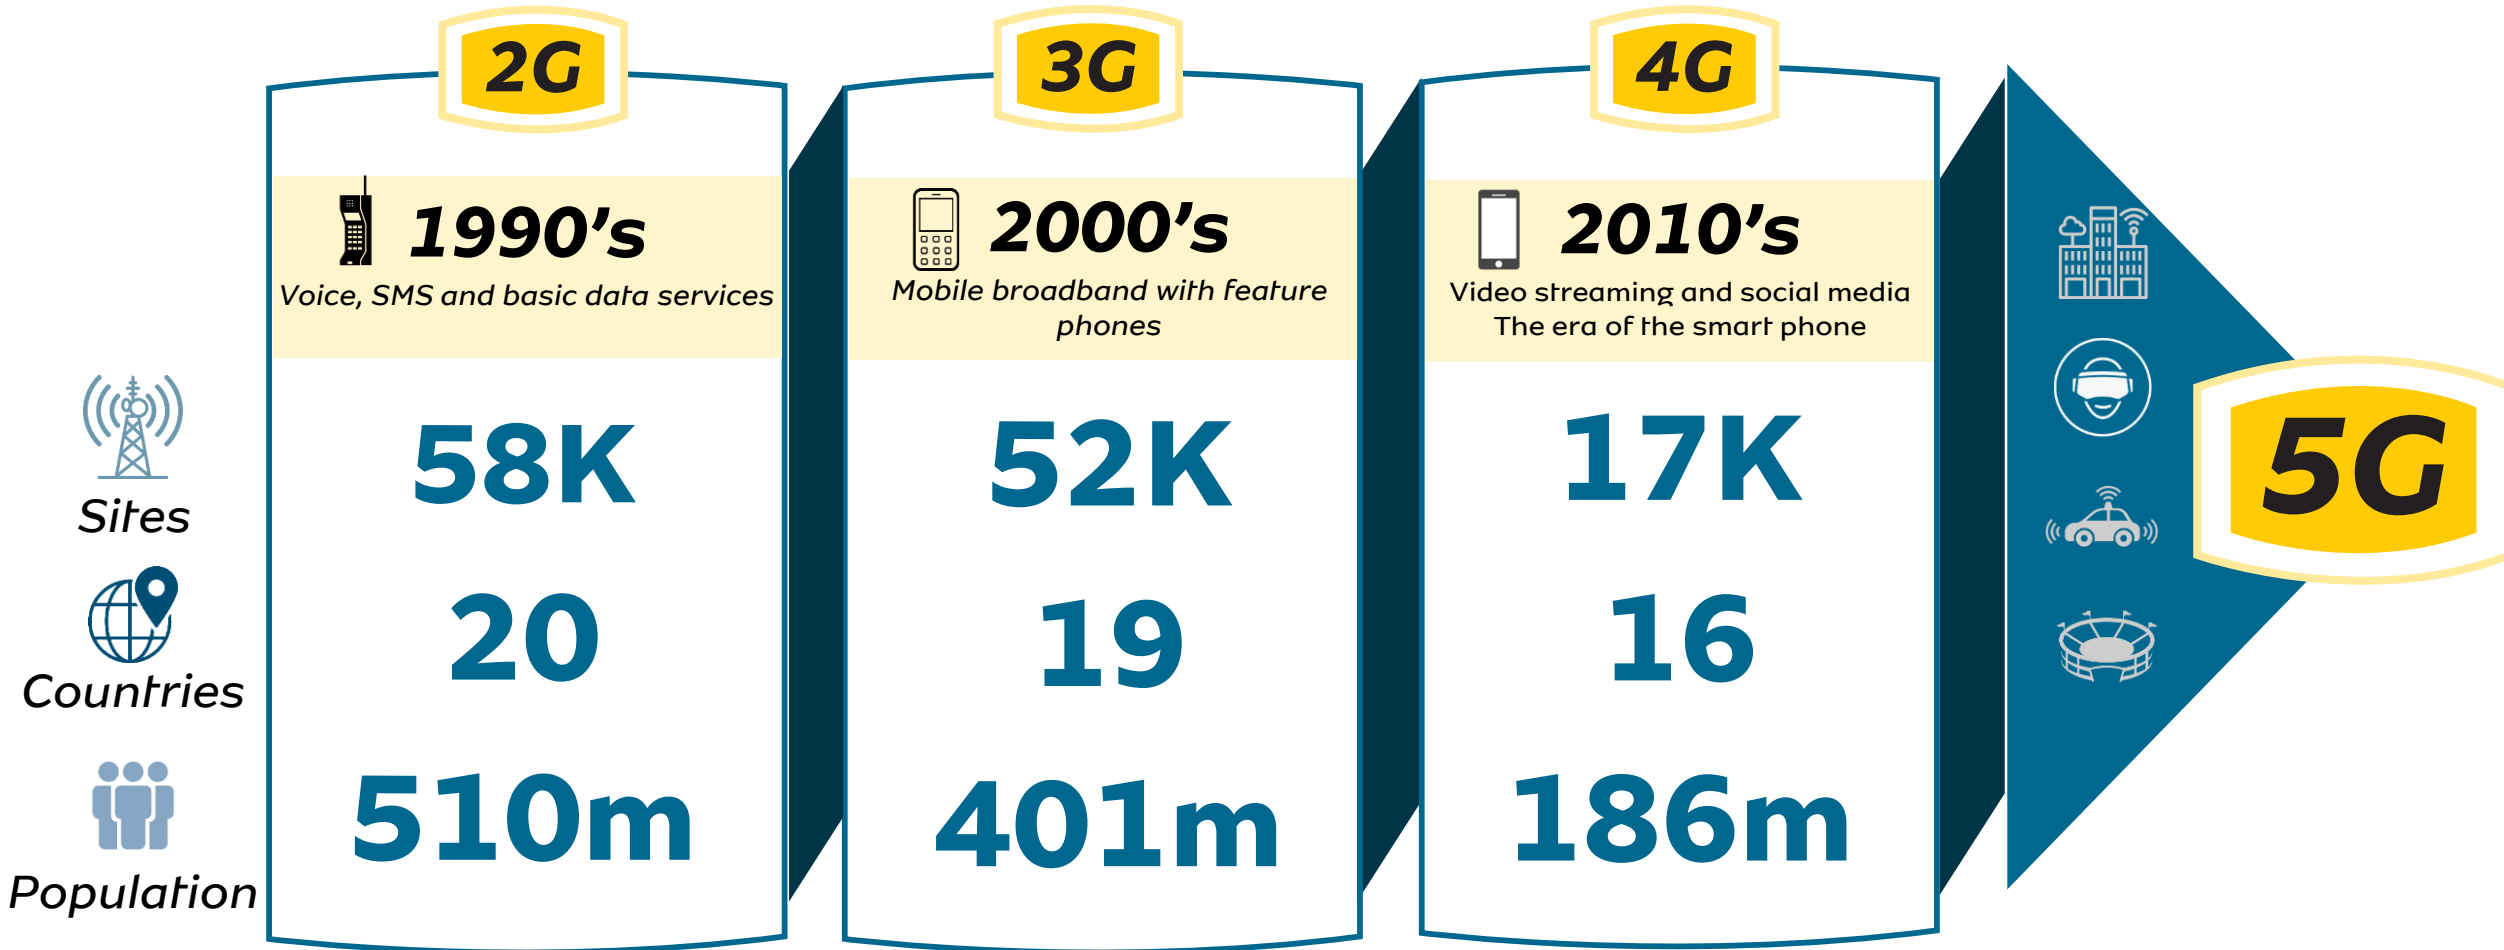 2G
3G
4G
1990's
2000's
2010's
Voice, SMS and basic data services
Mobile broadband with feature
phones
Video streaming and social media
The era of the smart phone
5G
Sites
58K
52K
17K
Countries
20
19
16
Population
510m
401m
186m